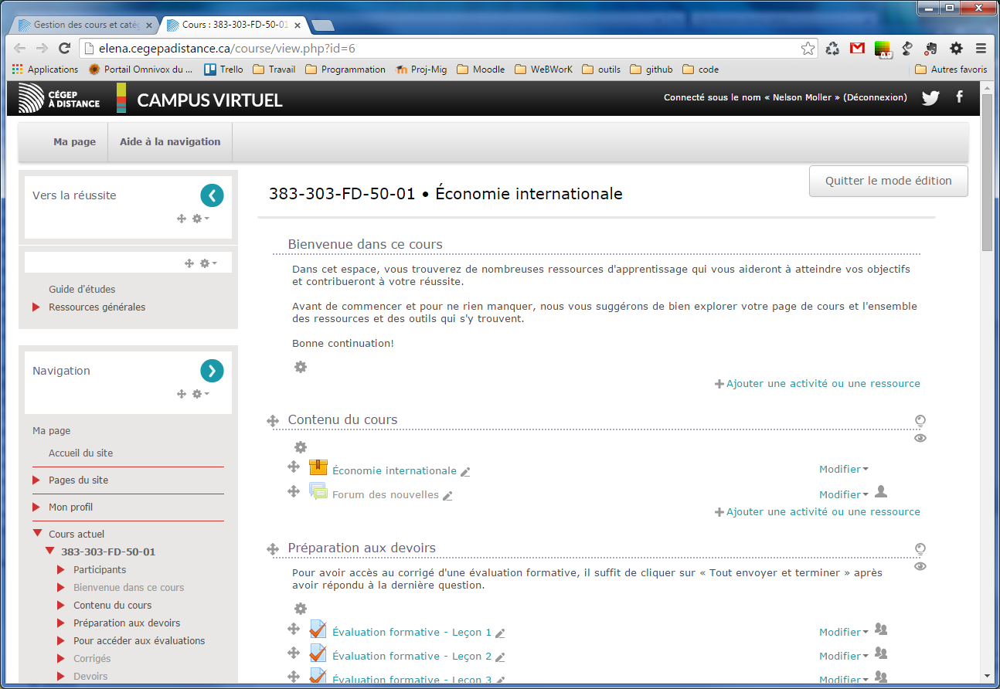 Gestion des cours et caté
Cours : 383-303-FD-50-01
elena.cegepadistance.ca/course/view.php?id=6
Applications
Portail Omnivox du ...
Trello
Travail
Programmation
Proj-Mig
Moodle
WeBWorK
outils
github
code
Autres favoris
CÉGEP
À DISTANCE
CAMPUS VIRTUEL
Connecté sous le nom « Nelson Moller » (Déconnexion)
Ma page
Aide à la navigation
Vers la réussite
Guide d'études
Ressources générales
Navigation
Ma page
Accueil du site
Pages du site
Mon profil
Cours actuel
383-303-FD-50-01
Participants
Bienvenue dans ce cours
Contenu du cours
Préparation aux devoirs
Pour accéder aux évaluations
Corrigés
Devoirs
383-303-FD-50-01 • Économie internationale
Quitter le mode édition
Bienvenue dans ce cours
Dans cet espace, vous trouverez de nombreuses ressources d'apprentissage qui vous aideront à atteindre vos objectifs
et contribueront à votre réussite.
Avant de commencer et pour ne rien manquer, nous vous suggérons de bien explorer votre page de cours et l'ensemble
des ressources et des outils qui s'y trouvent.
Bonne continuation!
Ajouter une activité ou une ressource
Contenu du cours
Économie internationale
Modifier
Forum des nouvelles
Modifier
Ajouter une activité ou une ressource
Préparation aux devoirs
Pour avoir accès au corrigé d'une évaluation formative, il suffit de cliquer sur « Tout envoyer et terminer » après
avoir répondu à la dernière question.
Évaluation formative - Leçon 1
Modifier
Évaluation formative - Leçon 2
Modifier
Évaluation formative - Leçon 3
Modifier